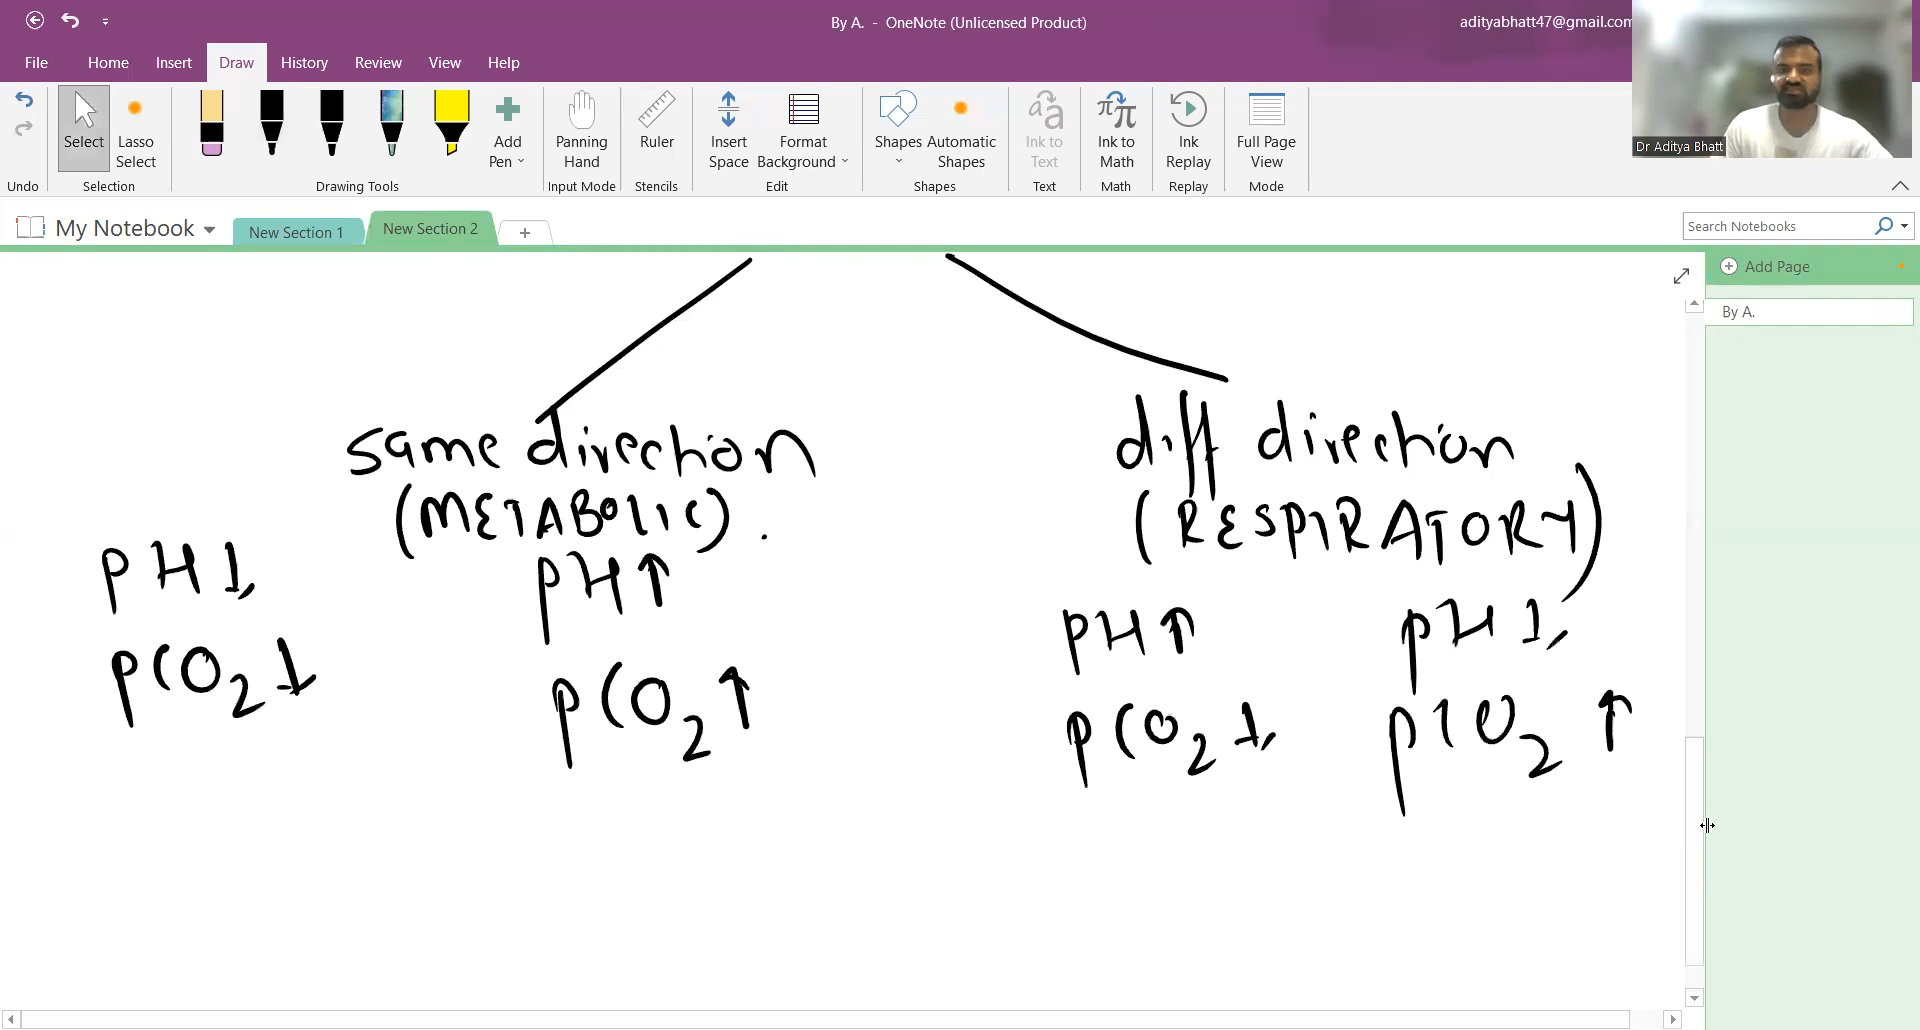 By A. - OneNote (Unlicensed Product)
adityabhatt47@gmail.com
File Home Insert Draw History Review View Help
Dr Aditya Bhatt
Select
Lasso Select
Add Pen
Panning Hand
Ruler
Insert Space
Format Background
Shapes
Automatic Shapes
Ink to Text
Ink to Math
Ink Replay
Full Page View
Undo Selection Drawing Tools Input Mode Stencils Edit Shapes Text Math Replay Mode
My Notebook New Section 1 New Section 2
Search Notebooks
Add Page
By A.
same direction
(METABOLIC).
pH↓ pH↑
pCO2↓ pCO2↑
diff direction
(RESPIRATORY)
pH↑ pH↓
pCO2↓ pCO2↑